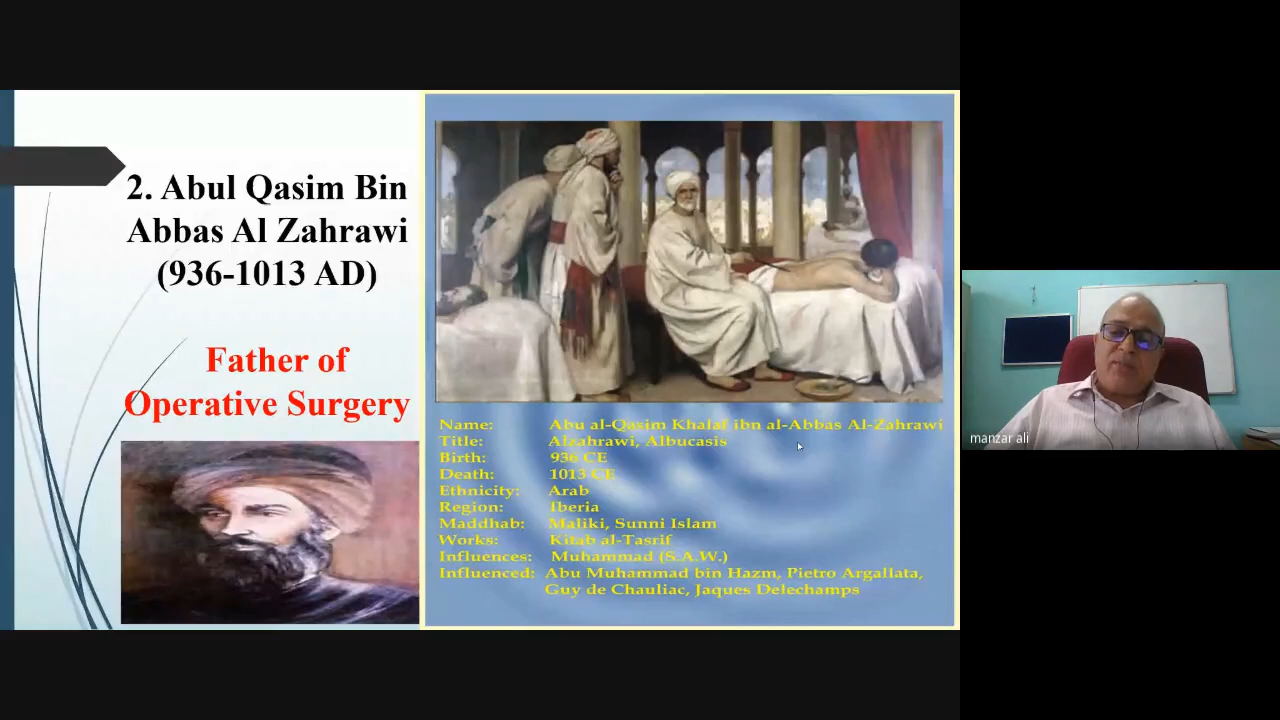 2. Abul Qasim Bin
Abbas Al Zahrawi
(936-1013 AD)
Father of
Operative Surgery
Name: Abu al-Qasim Khalaf ibn al-Abbas Al-Zahrawi
Title: Alzahrawi, Albucasis
Birth: 936 CE
Death: 1013 CE
Ethnicity: Arab
Region: Iberia
Maddhab: Maliki, Sunni Islam
Works: Kitab al-Tasrif
Influences: Muhammad (S.A.W.)
Influenced: Abu Muhammad bin Hazm, Pietro Argallata,
Guy de Chauliac, Jaques Delechamps
manzar ali